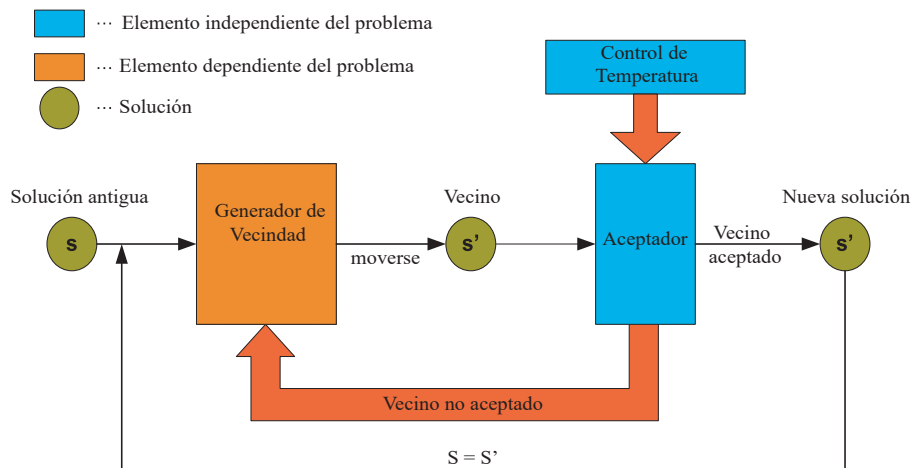 ··· Elemento independiente del problema
··· Elemento dependiente del problema
··· Solución
Control de
Temperatura
Solución antigua
s
Generador de
Vecindad
moverse
Vecino
s'
Aceptador
Vecino
aceptado
Nueva solución
s'
Vecino no aceptado
S = S'